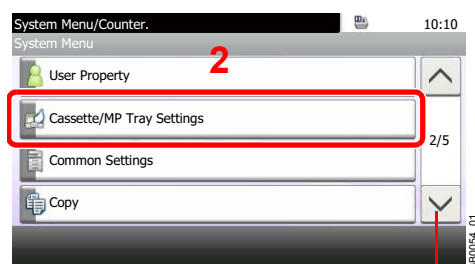 System Menu/Counter.
10:10
System Menu
2
User Property
Cassette/MP Tray Settings
2/5
Common Settings
Copy